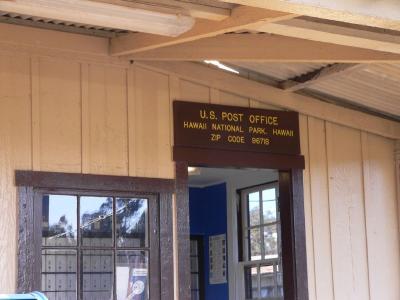 U.S. POST OFFICE
HAWAII NATIONAL PARK, HAWAII
ZIP CODE 96718